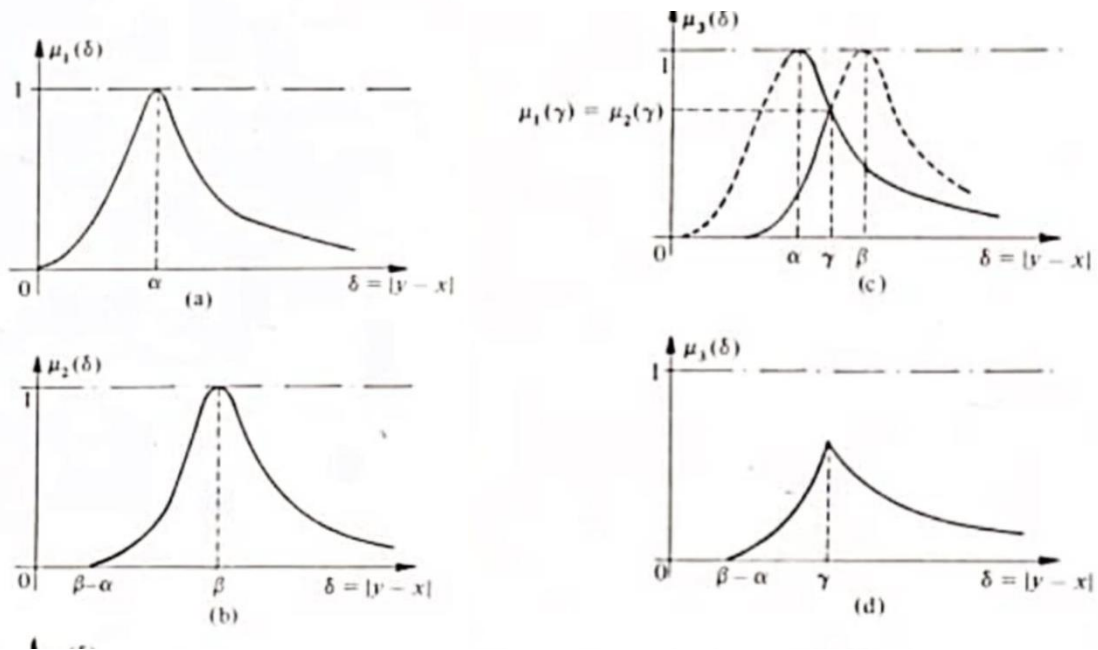 μ₁(δ)
1
0
α
δ = |y − x|
(a)
μ₂(δ)
1
0
β−α
β
δ = |y − x|
(b)
μ₃(δ)
1
μ₁(γ) = μ₂(γ)
0
α γ β
δ = |y − x|
(c)
μ₃(δ)
1
0
β − α
γ
δ = |y − x|
(d)